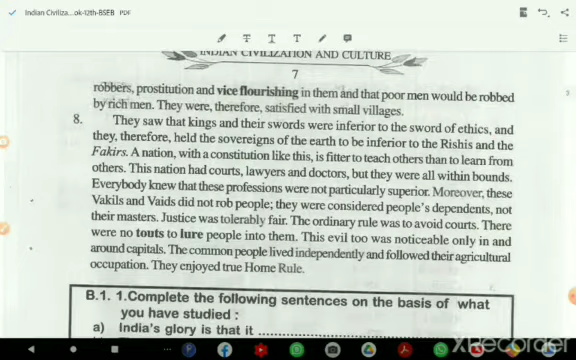 Indian Civiliza...ok-12th-BSEB PDF
INDIAN CIVILIZATION AND CULTURE
7
robbers, prostitution and vice flourishing in them and that poor men would be robbed
by rich men. They were, therefore, satisfied with small villages.
8. They saw that kings and their swords were inferior to the sword of ethics, and
they, therefore, held the sovereigns of the earth to be inferior to the Rishis and the
Fakirs. A nation, with a constitution like this, is fitter to teach others than to learn from
others. This nation had courts, lawyers and doctors, but they were all within bounds.
Everybody knew that these professions were not particularly superior. Moreover, these
Vakils and Vaids did not rob people; they were considered people's dependents, not
their masters. Justice was tolerably fair. The ordinary rule was to avoid courts. There
were no touts to lure people into them. This evil too was noticeable only in and
around capitals. The common people lived independently and followed their agricultural
occupation. They enjoyed true Home Rule.
B.1. 1.Complete the following sentences on the basis of what
you have studied :
a) India's glory is that it ....................
XRecorder